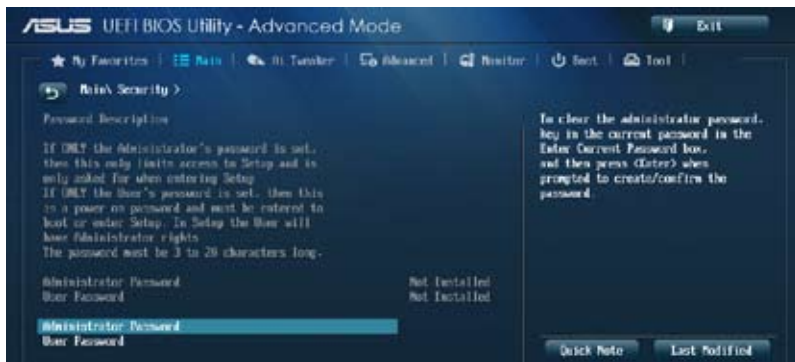 ASUS UEFI BIOS Utility - Advanced Mode
Exit
My Favorites | Main | Ai Tweaker | Advanced | Monitor | Boot | Tool
Main\ Security >
Password Description
If ONLY the Administrator's password is set,
then this only limits access to Setup and is
only asked for when entering Setup
If ONLY the User's password is set, then this
is a power on password and must be entered to
boot or enter Setup. In Setup the User will
have Administrator rights
The password must be 3 to 20 characters long.
Administrator Password Not Installed
User Password Not Installed
Administrator Password
User Password
To clear the administrator password,
key in the current password in the
Enter Current Password box,
and then press <Enter> when
prompted to create/confirm the
password.
Quick Note
Last Modified